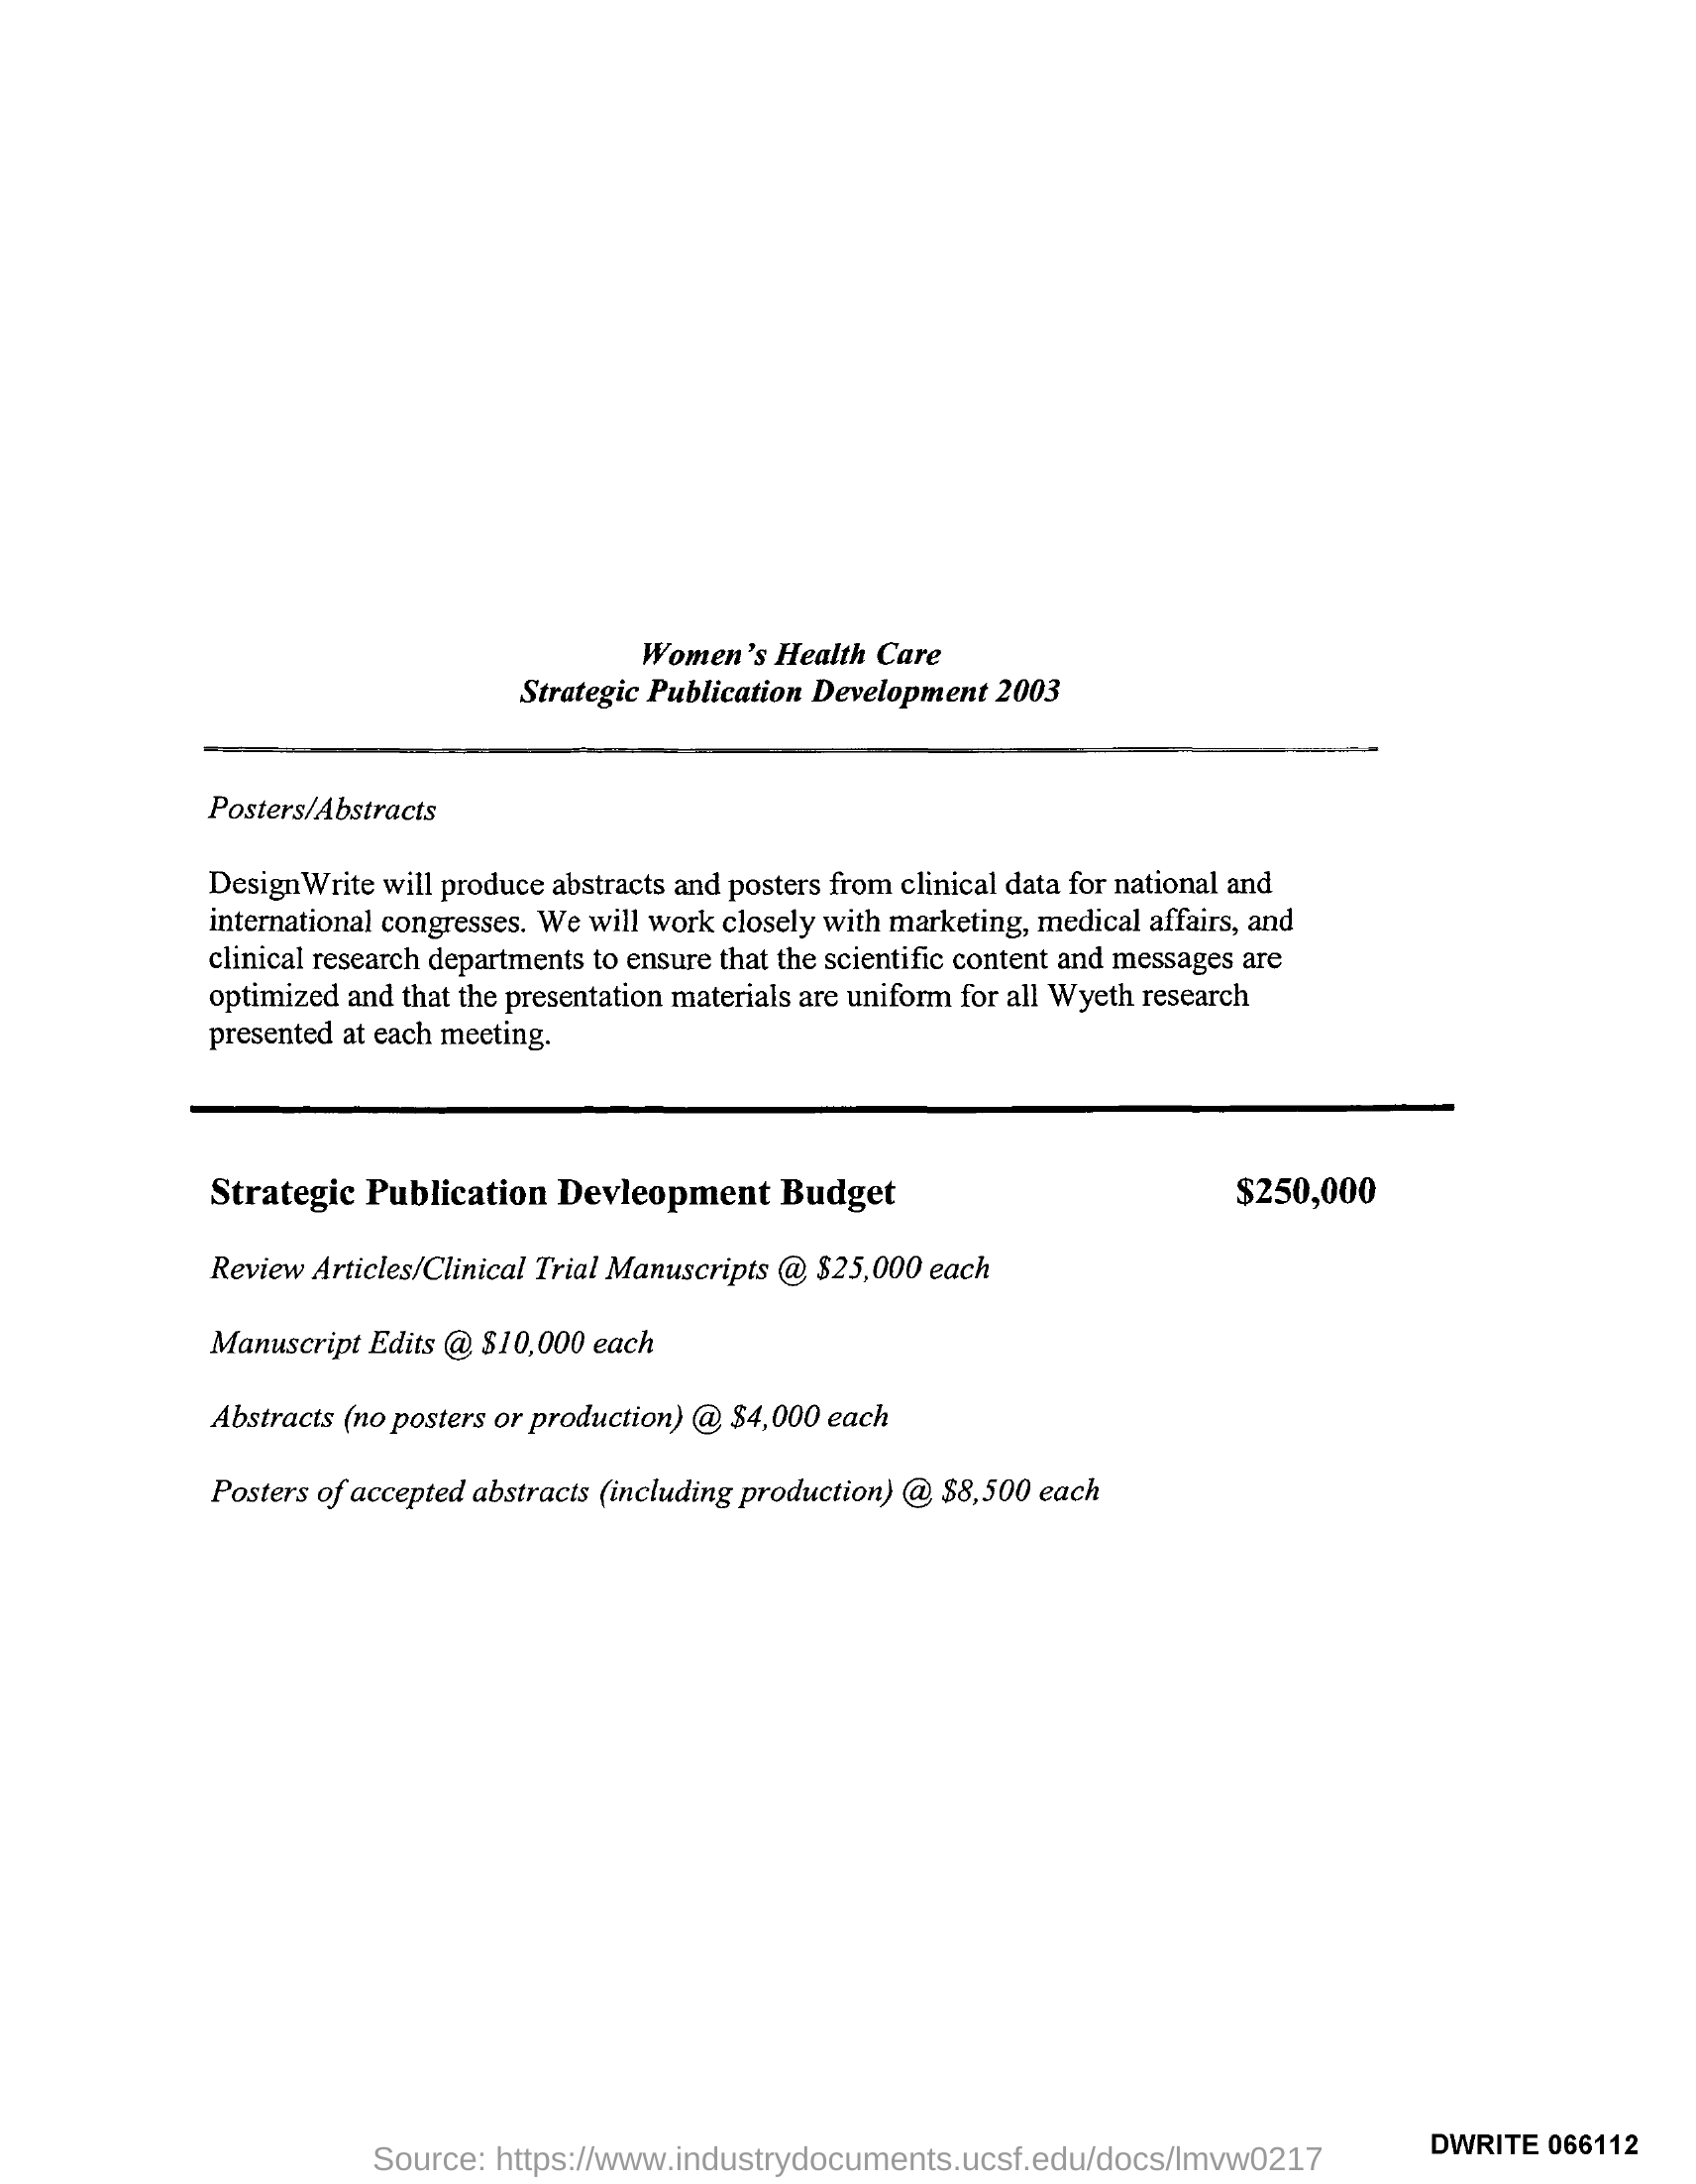 Women's Health Care
Strategic Publication Development 2003
Posters/Abstracts
DesignWrite will produce abstracts and posters from clinical data for national and
international congresses. We will work closely with marketing, medical affairs, and
clinical research departments to ensure that the scientific content and messages are
optimized and that the presentation materials are uniform for all Wyeth research
presented at each meeting.
Strategic Publication Devleopment Budget $250,000
Review Articles/Clinical Trial Manuscripts @ $25,000 each
Manuscript Edits @ $10,000 each
Abstracts (no posters or production) @ $4,000 each
Posters of accepted abstracts (including production) @ $8,500 each
DWRITE 066112
Source: https://www.industrydocuments.ucsf.edu/docs/lmvw0217